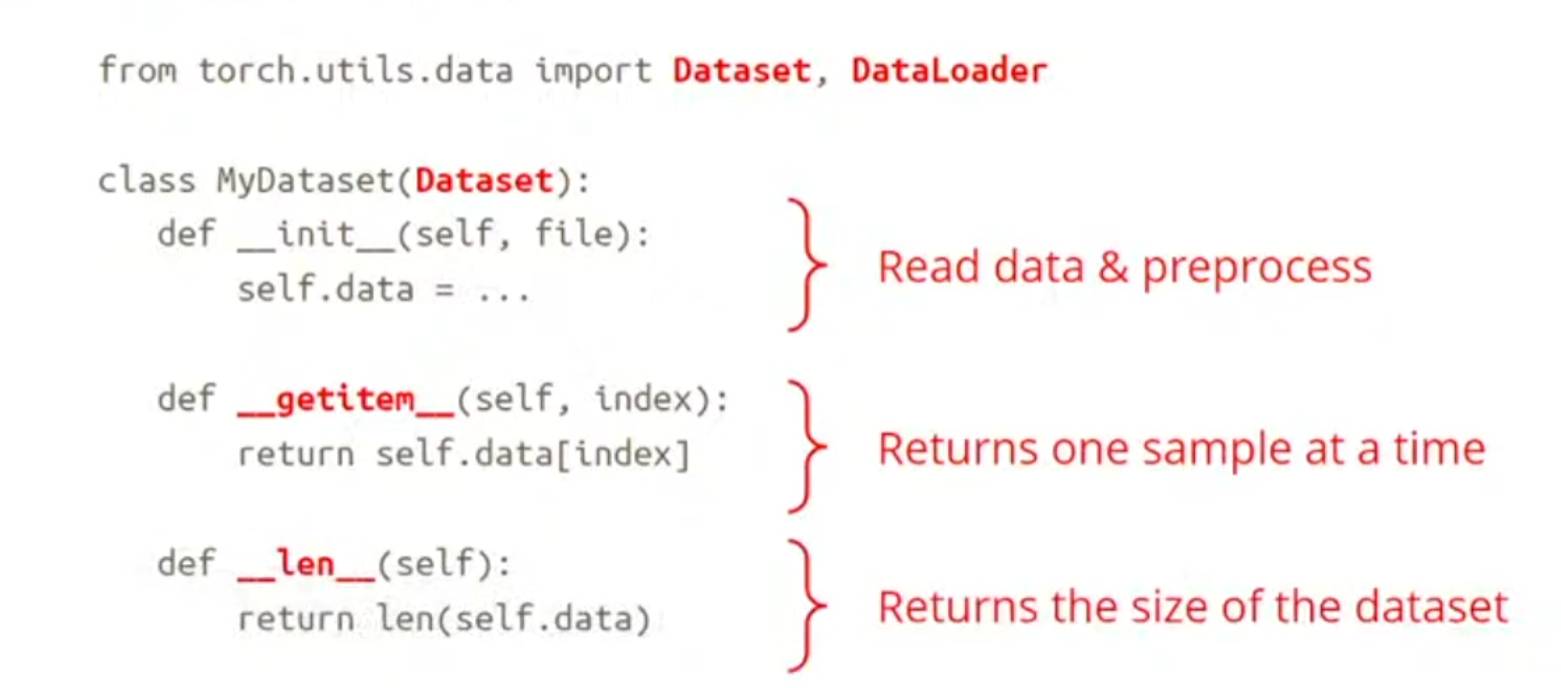 from torch.utils.data import Dataset, DataLoader
class MyDataset(Dataset):
def __init__(self, file):
self.data = ...
Read data & preprocess
def __getitem__(self, index):
return self.data[index]
Returns one sample at a time
def __len__(self):
return len(self.data)
Returns the size of the dataset